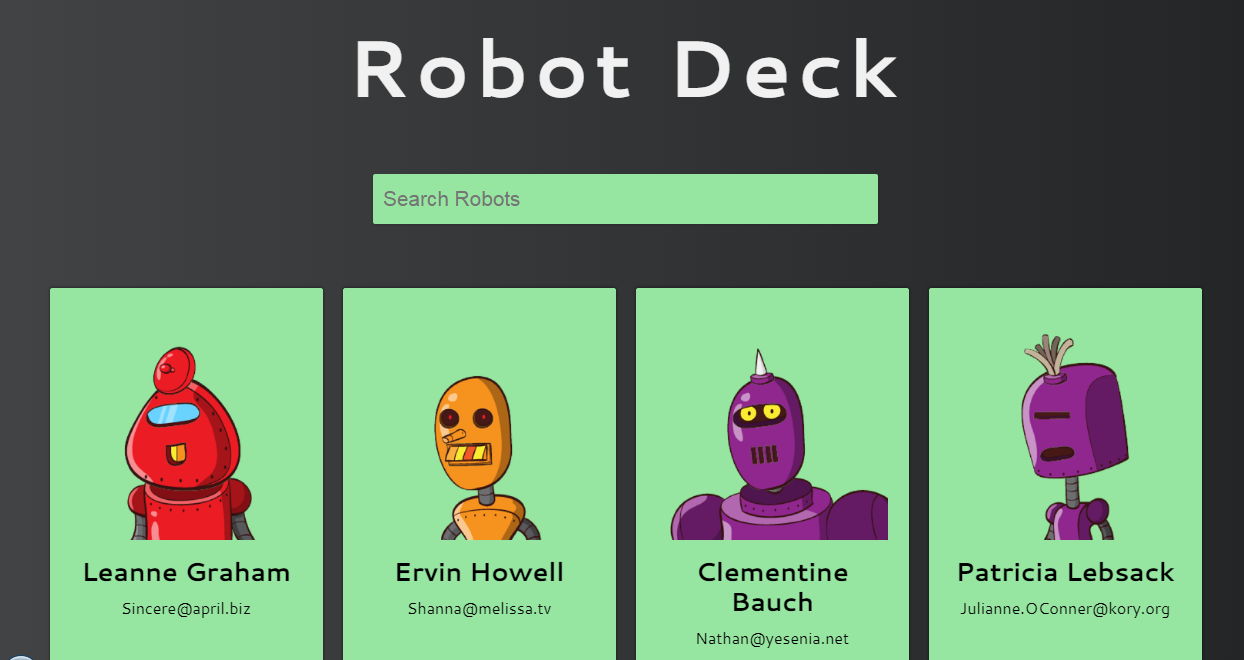 Robot Deck
Search Robots
Leanne Graham
Sincere@april.biz
Ervin Howell
Shanna@melissa.tv
Clementine
Bauch
Nathan@yesenia.net
Patricia Lebsack
Julianne.OConner@kory.org